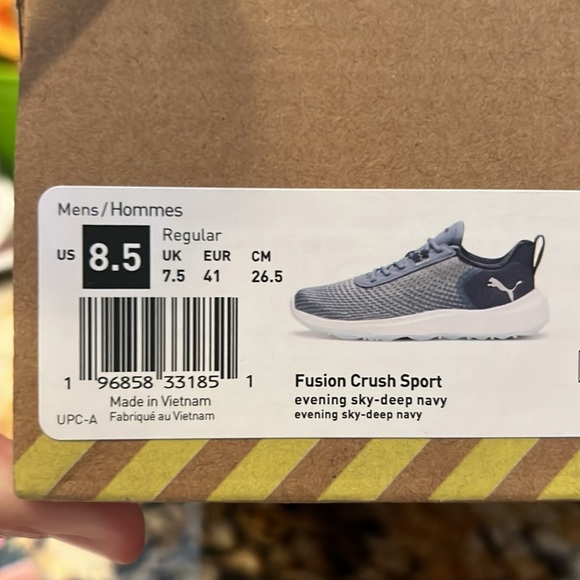 Mens/Hommes
US 8.5 Regular
UK EUR CM
7.5 41 26.5
1 96858 33185 1
Made in Vietnam
UPC-A Fabriqué au Vietnam
Fusion Crush Sport
evening sky-deep navy
evening sky-deep navy